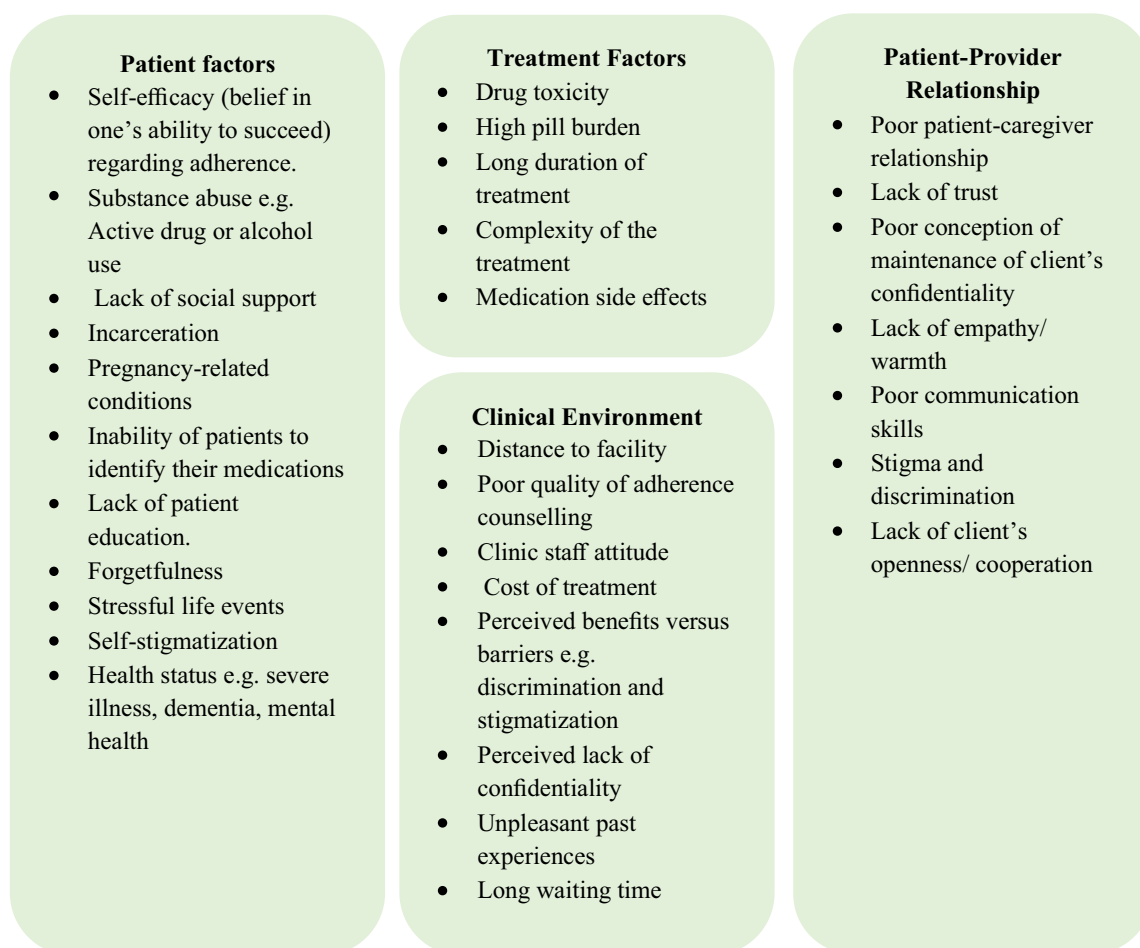 Patient factors
• Self-efficacy (belief in
one’s ability to succeed)
regarding adherence.
• Substance abuse e.g.
Active drug or alcohol
use
• Lack of social support
• Incarceration
• Pregnancy-related
conditions
• Inability of patients to
identify their medications
• Lack of patient
education.
• Forgetfulness
• Stressful life events
• Self-stigmatization
• Health status e.g. severe
illness, dementia, mental
health
Treatment Factors
• Drug toxicity
• High pill burden
• Long duration of
treatment
• Complexity of the
treatment
• Medication side effects
Clinical Environment
• Distance to facility
• Poor quality of adherence
counselling
• Clinic staff attitude
• Cost of treatment
• Perceived benefits versus
barriers e.g.
discrimination and
stigmatization
• Perceived lack of
confidentiality
• Unpleasant past
experiences
• Long waiting time
Patient-Provider
Relationship
• Poor patient-caregiver
relationship
• Lack of trust
• Poor conception of
maintenance of client’s
confidentiality
• Lack of empathy/
warmth
• Poor communication
skills
• Stigma and
discrimination
• Lack of client’s
openness/ cooperation